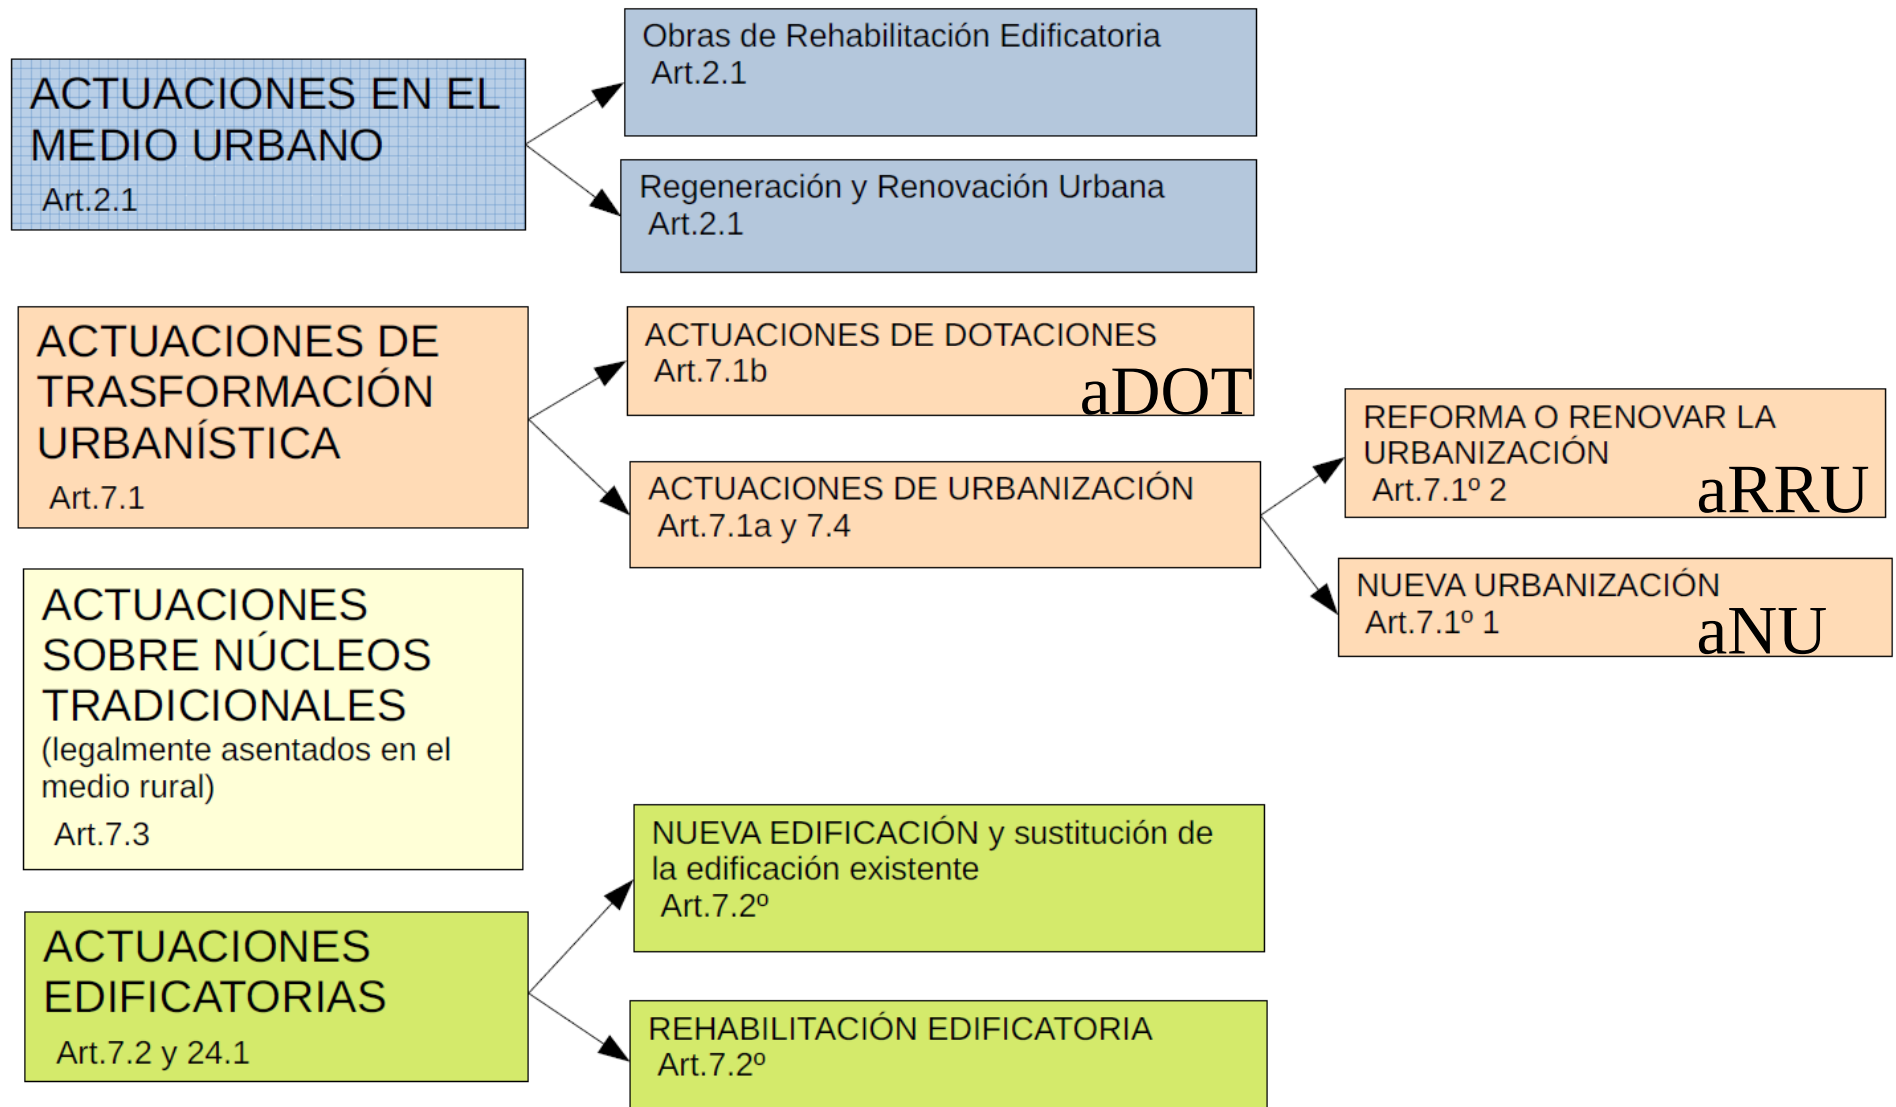 ACTUACIONES EN EL
MEDIO URBANO
Art.2.1
Obras de Rehabilitación Edificatoria
Art.2.1
Regeneración y Renovación Urbana
Art.2.1
ACTUACIONES DE
TRASFORMACIÓN
URBANÍSTICA
Art.7.1
ACTUACIONES DE DOTACIONES
Art.7.1b
aDOT
ACTUACIONES DE URBANIZACIÓN
Art.7.1a y 7.4
REFORMA O RENOVAR LA
URBANIZACIÓN
Art.7.1º 2
aRRU
NUEVA URBANIZACIÓN
Art.7.1º 1
aNU
ACTUACIONES
SOBRE NÚCLEOS
TRADICIONALES
(legalmente asentados en el
medio rural)
Art.7.3
ACTUACIONES
EDIFICATORIAS
Art.7.2 y 24.1
NUEVA EDIFICACIÓN y sustitución de
la edificación existente
Art.7.2º
REHABILITACIÓN EDIFICATORIA
Art.7.2º